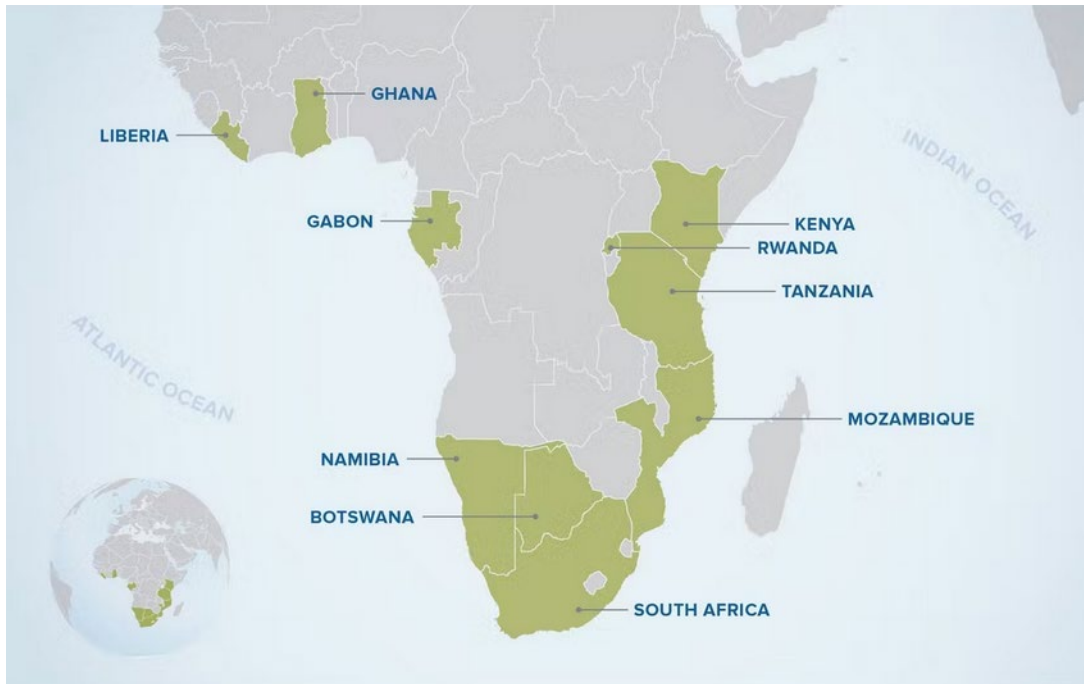 GHANA
LIBERIA
INDIAN OCEAN
GABON
KENYA
RWANDA
TANZANIA
ATLANTIC OCEAN
MOZAMBIQUE
NAMIBIA
BOTSWANA
SOUTH AFRICA